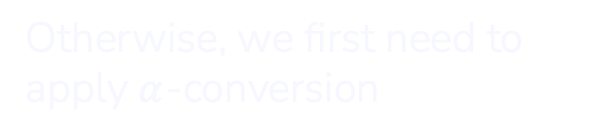 Otherwise, we first need to
apply α-conversion